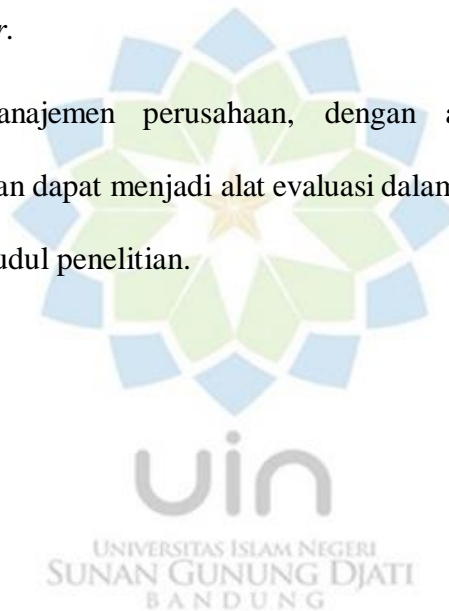 r.
anajemen perusahaan, dengan a
an dapat menjadi alat evaluasi dalam
udul penelitian.
uin
UNIVERSITAS ISLAM NEGERI
SUNAN GUNUNG DJATI
BANDUNG